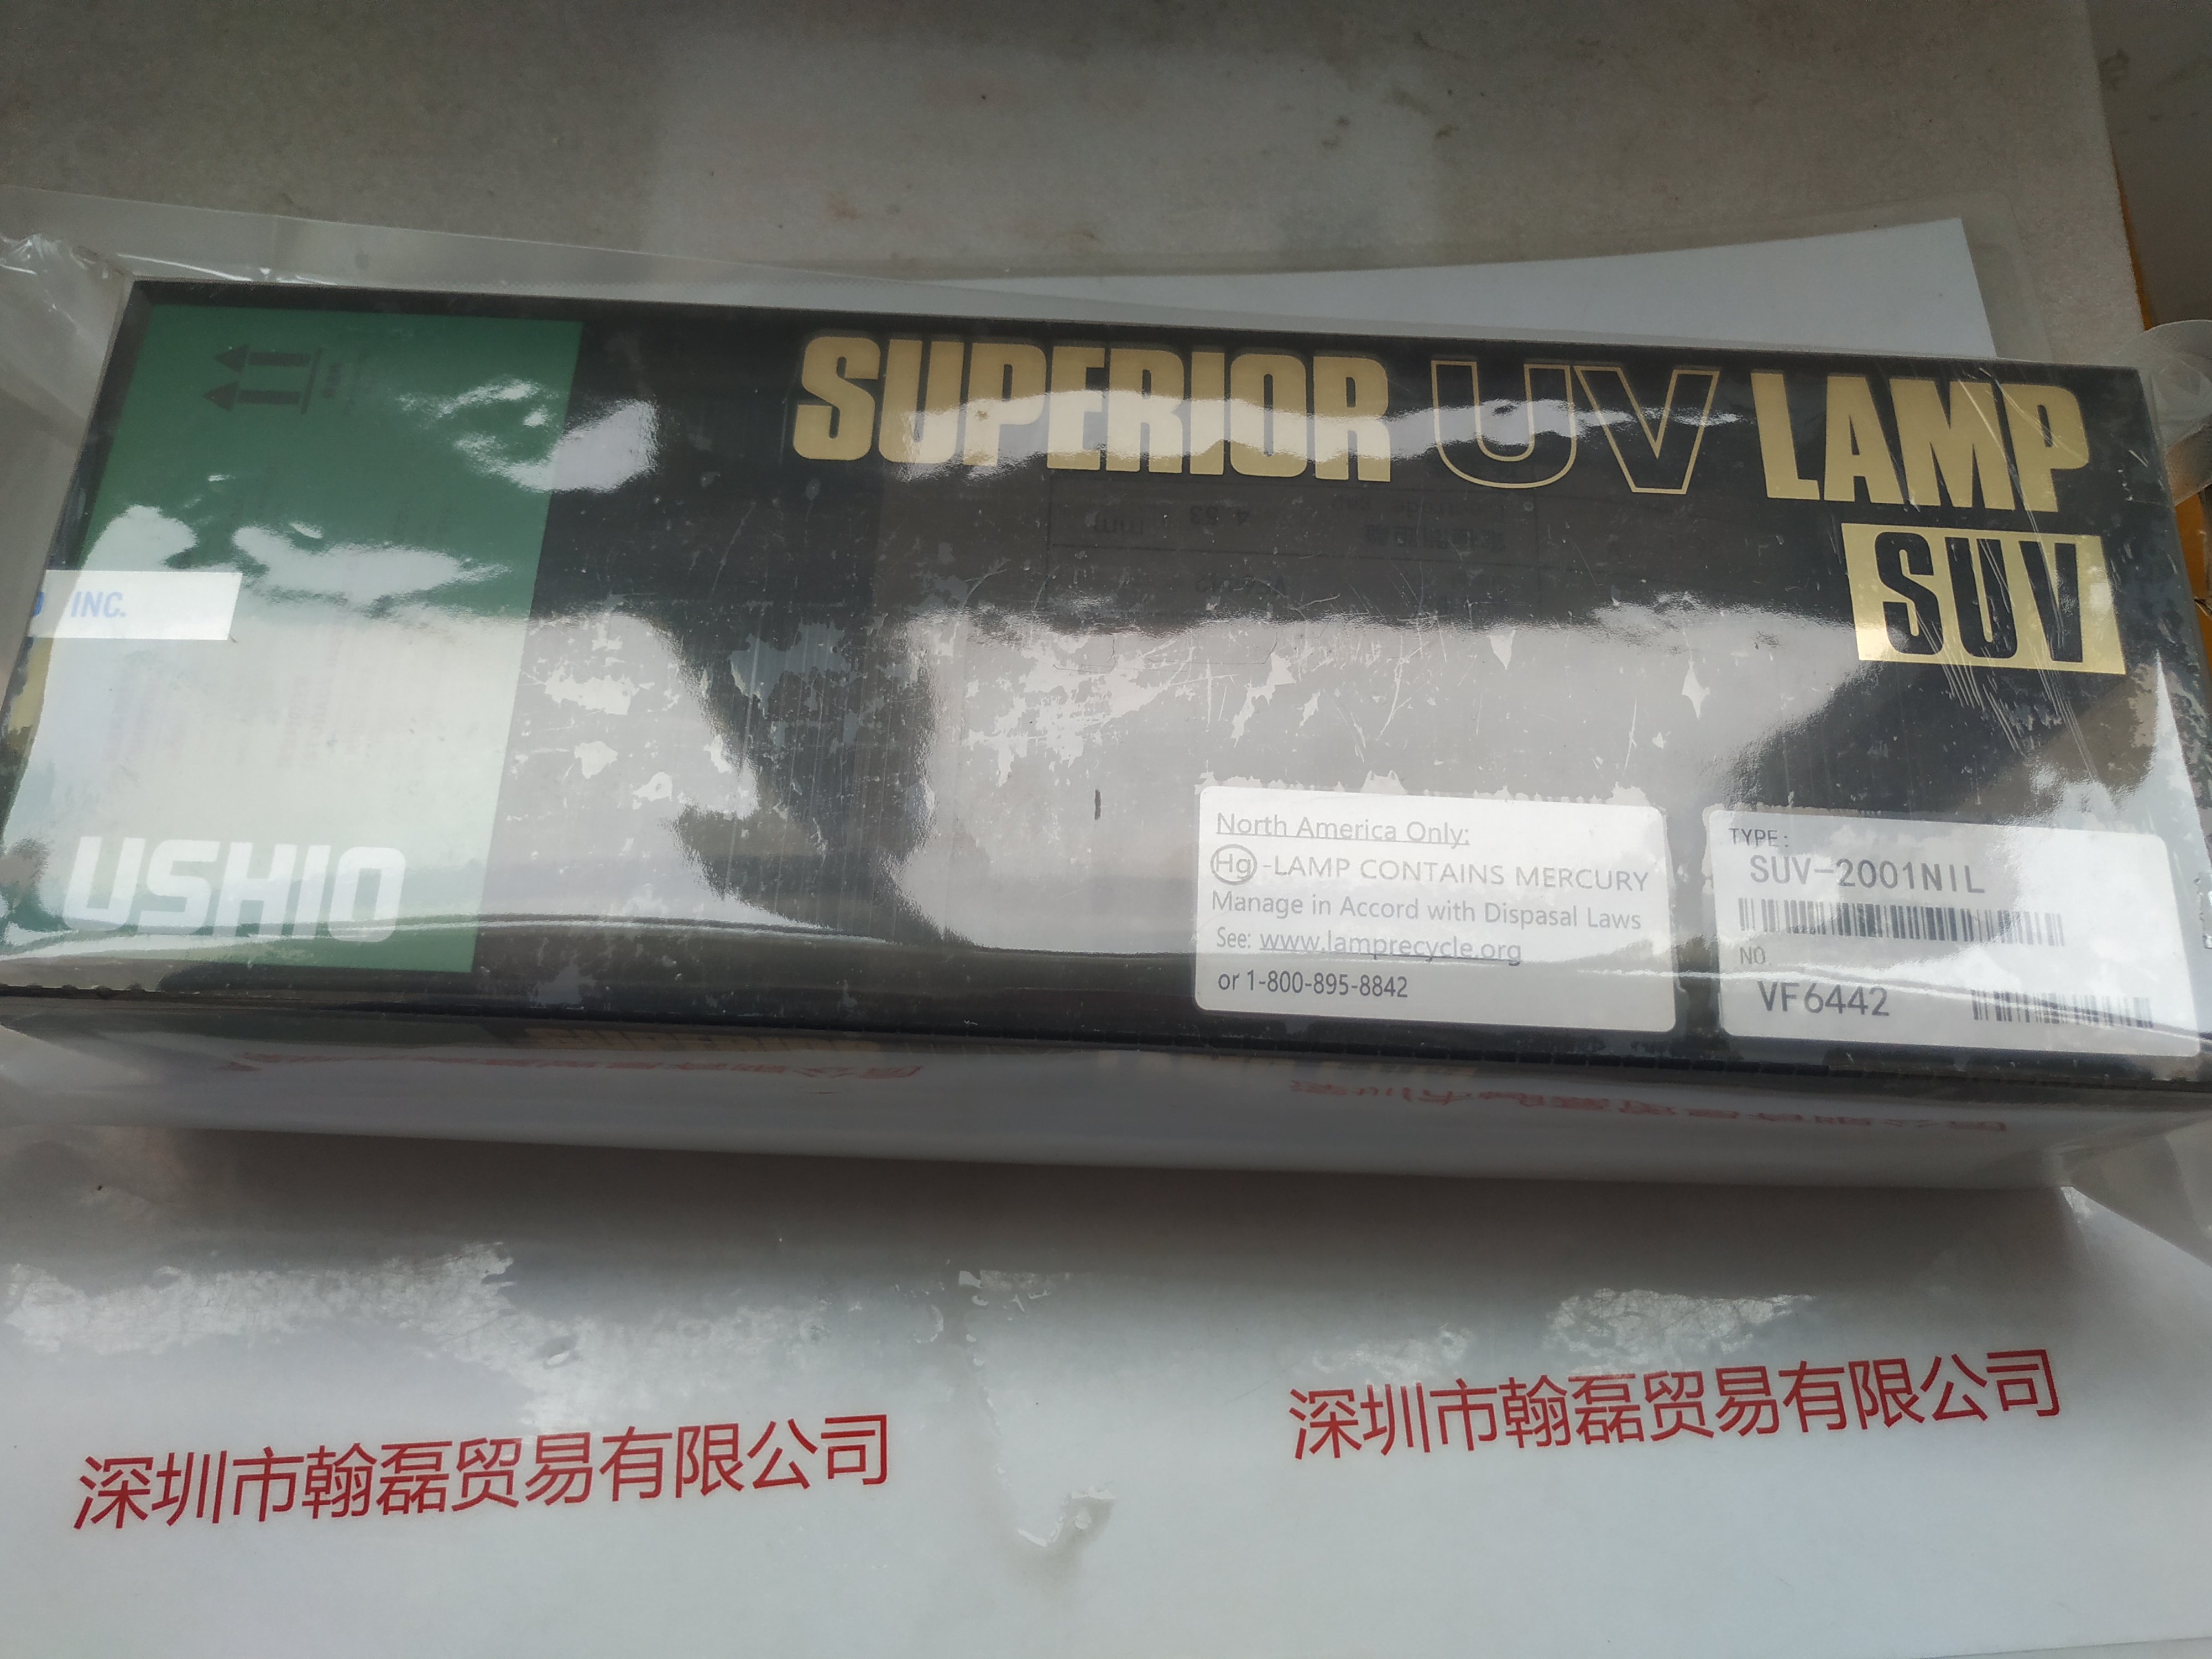 SUPERIOR UV LAMP
SUV
INC.
USHIO
North America Only:
Hg-LAMP CONTAINS MERCURY
Manage in Accord with Dispasal Laws
See: www.lamprecycle.org
or 1-800-895-8842
TYPE:
SUV-2001NIL
NO
VF6442
深圳市翰磊贸易有限公司
深圳市翰磊贸易有限公司